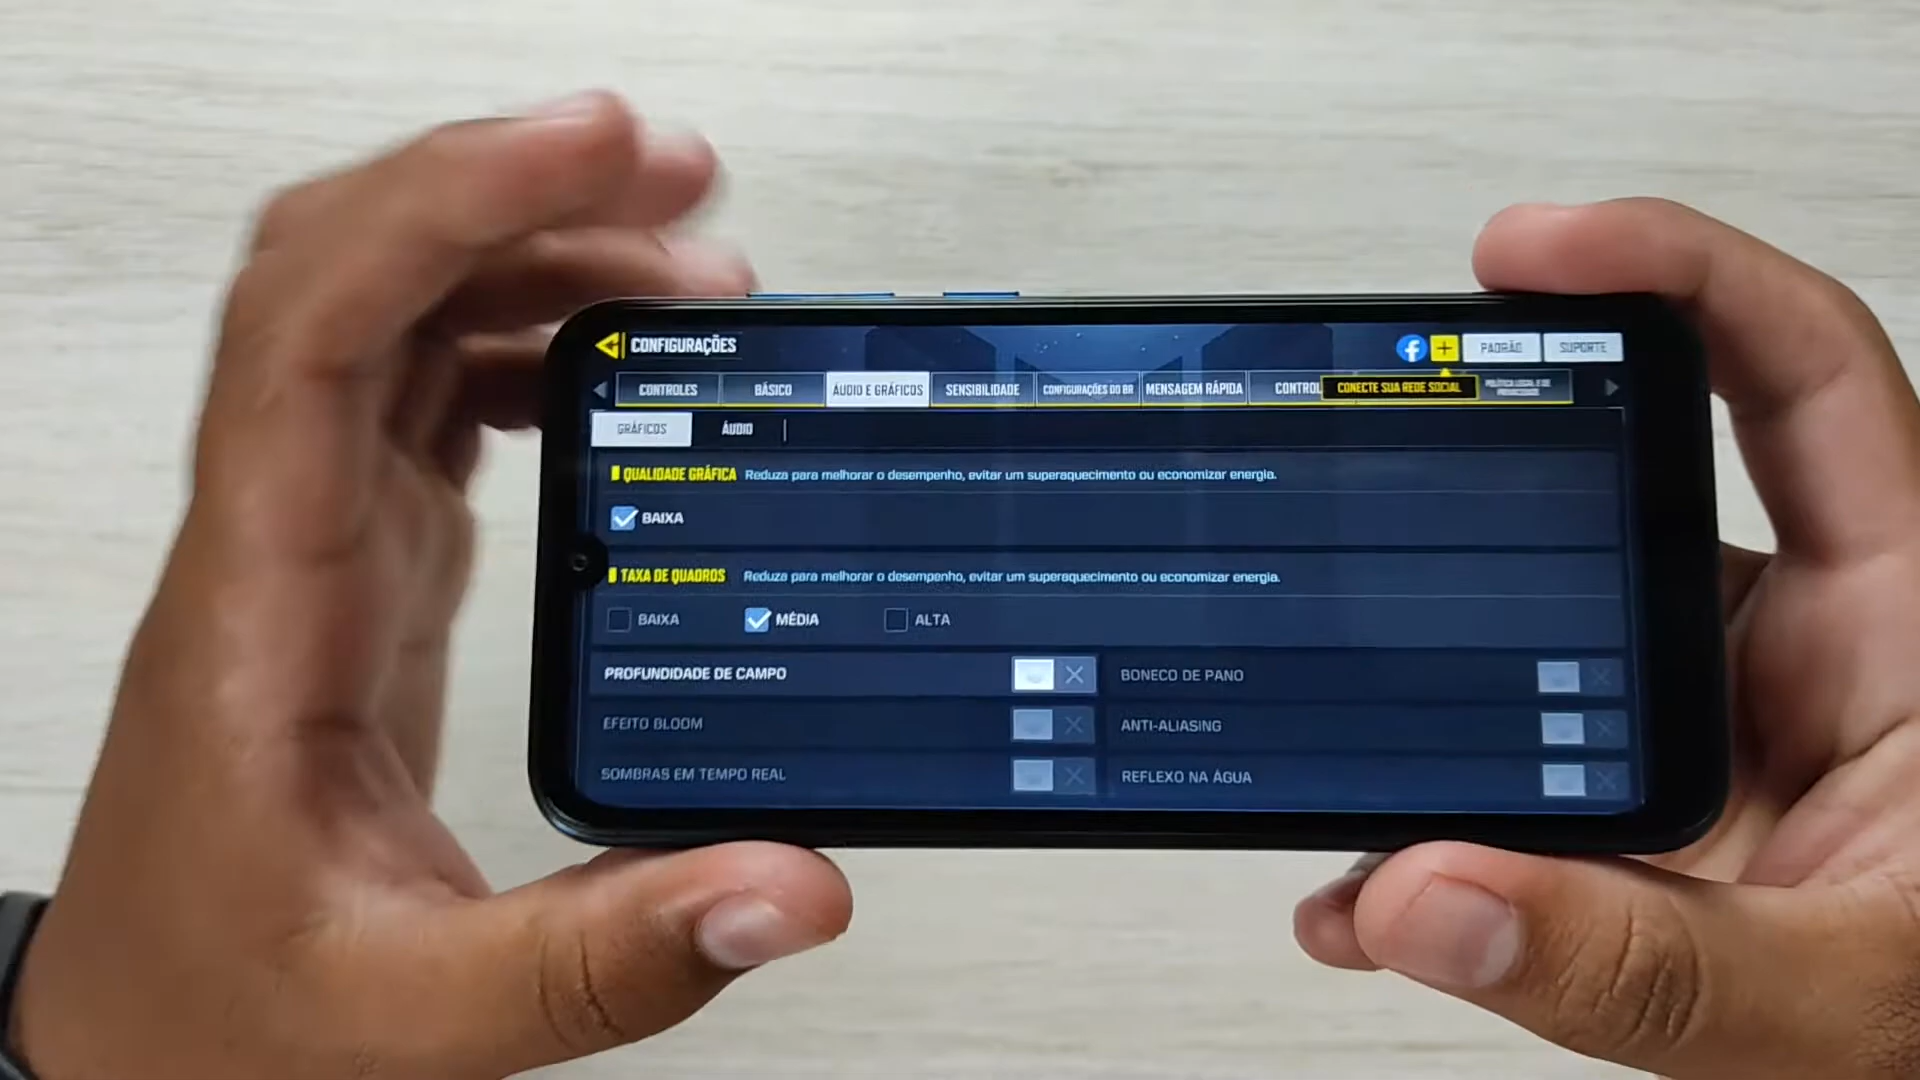 CONFIGURAÇÕES
PADRÃO
SUPORTE
CONTROLES
BÁSICO
ÁUDIO E GRÁFICOS
SENSIBILIDADE
CONFIGURAÇÕES DO BR
MENSAGEM RÁPIDA
CONTROL
CONECTE SUA REDE SOCIAL
GRÁFICOS
ÁUDIO
QUALIDADE GRÁFICA Reduza para melhorar o desempenho, evitar um superaquecimento ou economizar energia.
BAIXA
TAXA DE QUADROS Reduza para melhorar o desempenho, evitar um superaquecimento ou economizar energia.
BAIXA
MÉDIA
ALTA
PROFUNDIDADE DE CAMPO
BONECO DE PANO
EFEITO BLOOM
ANTI-ALIASING
SOMBRAS EM TEMPO REAL
REFLEXO NA ÁGUA